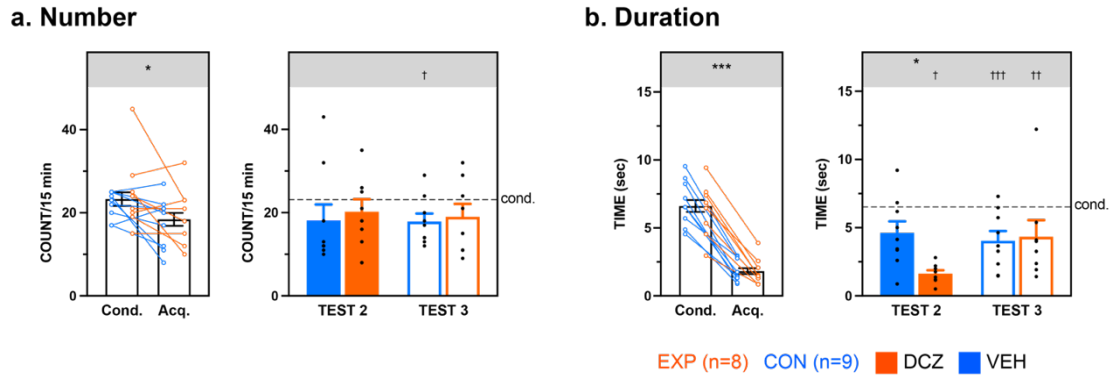 a. Number
b. Duration
*
†
***
*
†
†††
††
COUNT/15 min
40
20
0
Cond.
Acq.
COUNT/15 min
40
20
0
TEST 2
TEST 3
cond.
TIME (sec)
15
10
5
0
Cond.
Acq.
TIME (sec)
15
10
5
0
TEST 2
TEST 3
cond.
EXP (n=8) CON (n=9) DCZ VEH